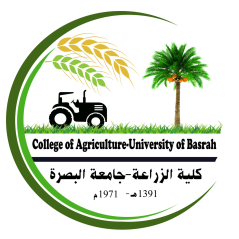 College of Agriculture-University of Basrah
كلية الزراعة-جامعة البصرة
1391هـ - 1971م